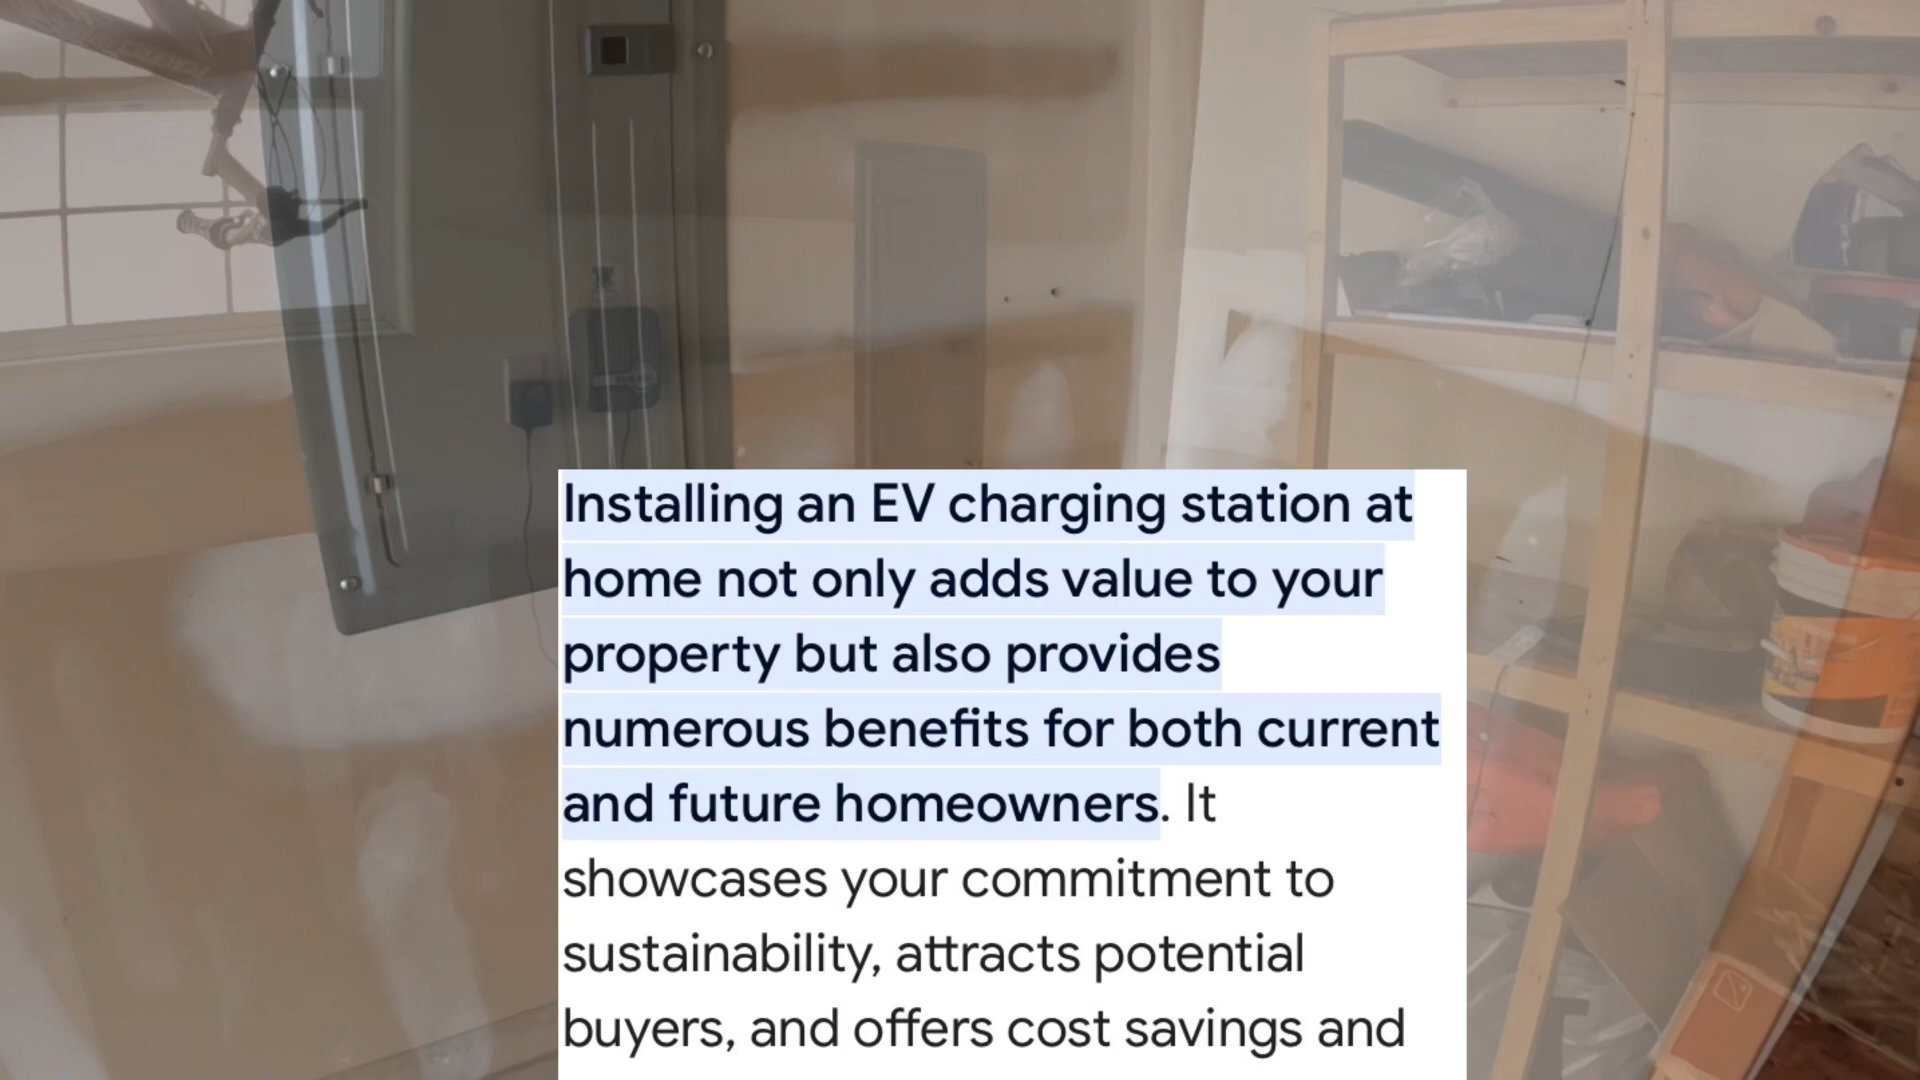 Installing an EV charging station at
home not only adds value to your
property but also provides
numerous benefits for both current
and future homeowners. It
showcases your commitment to
sustainability, attracts potential
buyers, and offers cost savings and